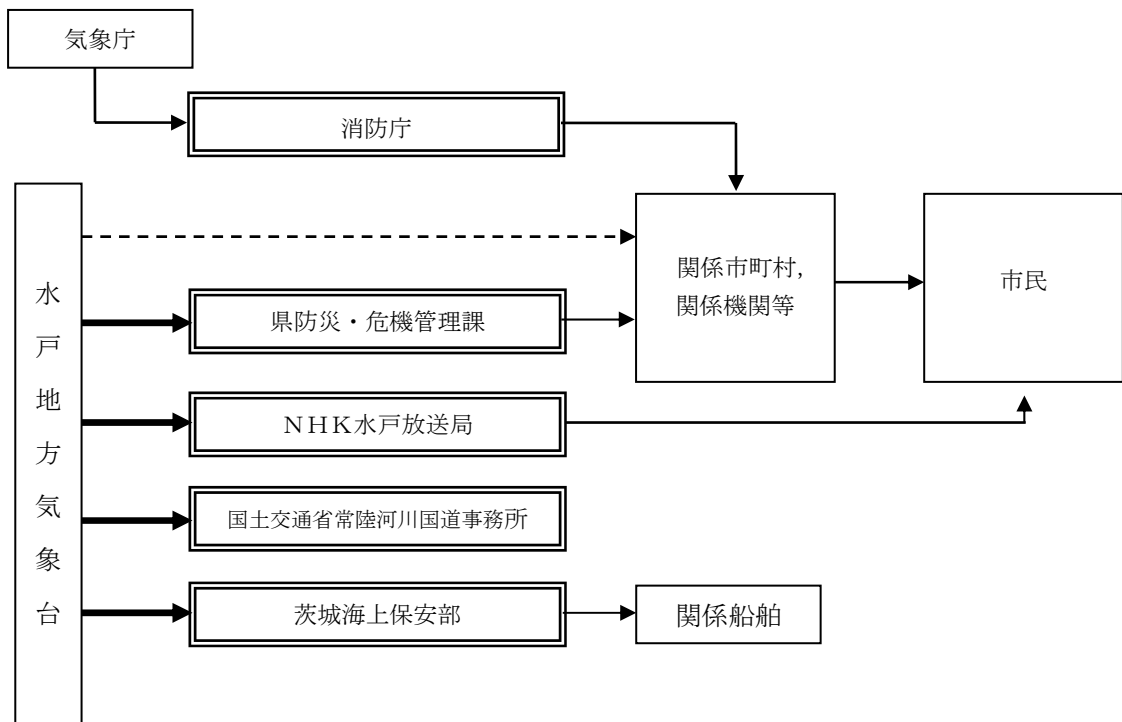 気象庁
消防庁
水戸地方気象台
関係市町村,
関係機関等
市民
県防災・危機管理課
ＮＨＫ水戸放送局
国土交通省常陸河川国道事務所
茨城海上保安部
関係船舶